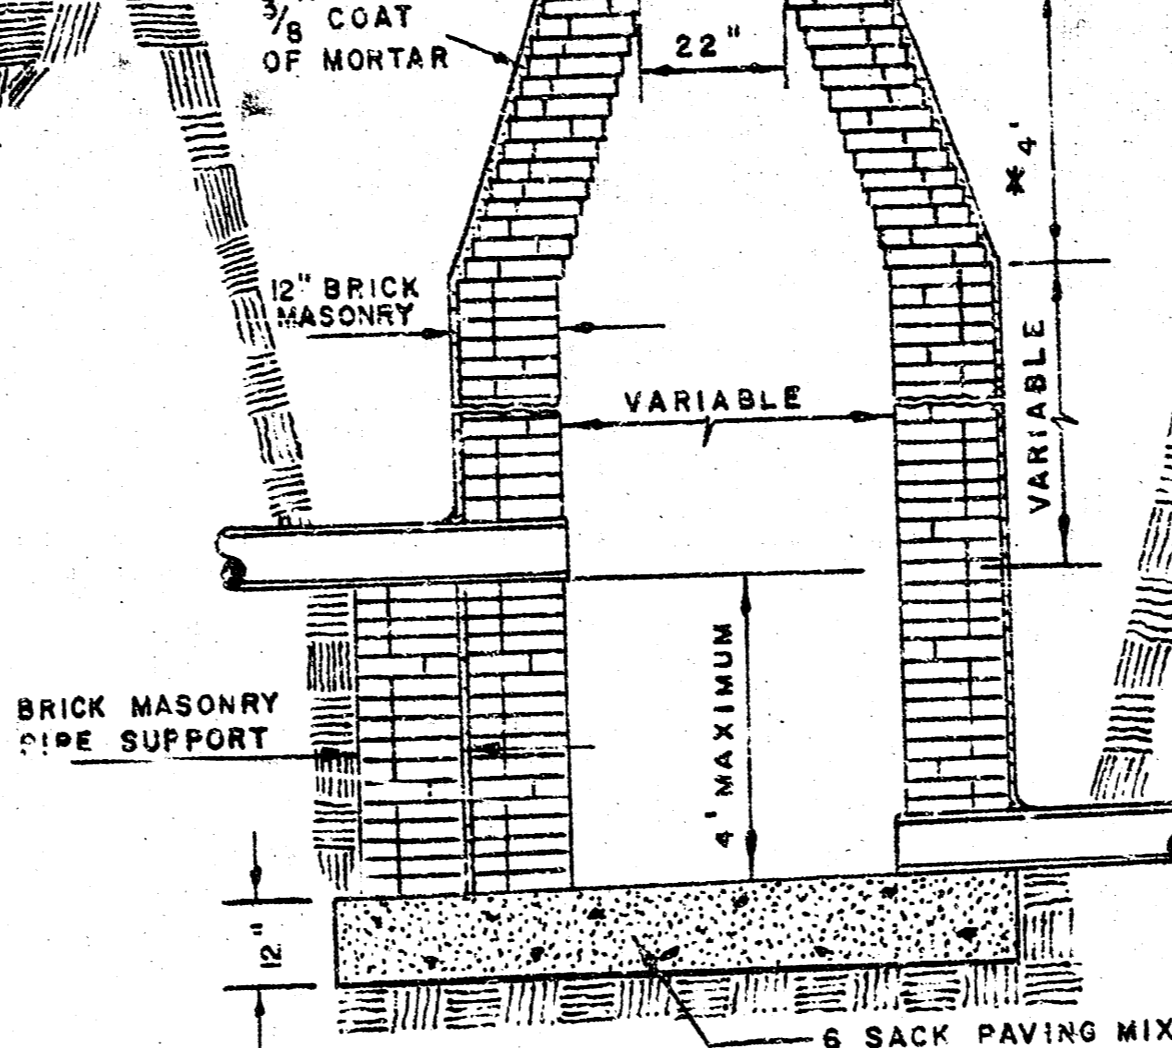 3/8" COAT
OF MORTAR
22"
* 4'
12" BRICK
MASONRY
VARIABLE
VARIABLE
4' MAXIMUM
BRICK MASONRY
PIPE SUPPORT
12"
6 SACK PAVING MIX